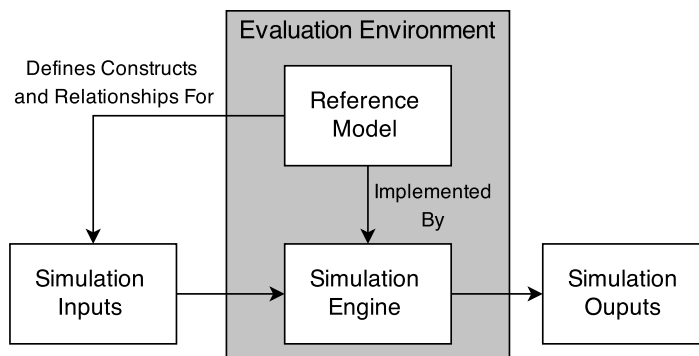 Evaluation Environment
Defines Constructs
and Relationships For
Reference
Model
Implemented
By
Simulation
Inputs
Simulation
Engine
Simulation
Ouputs